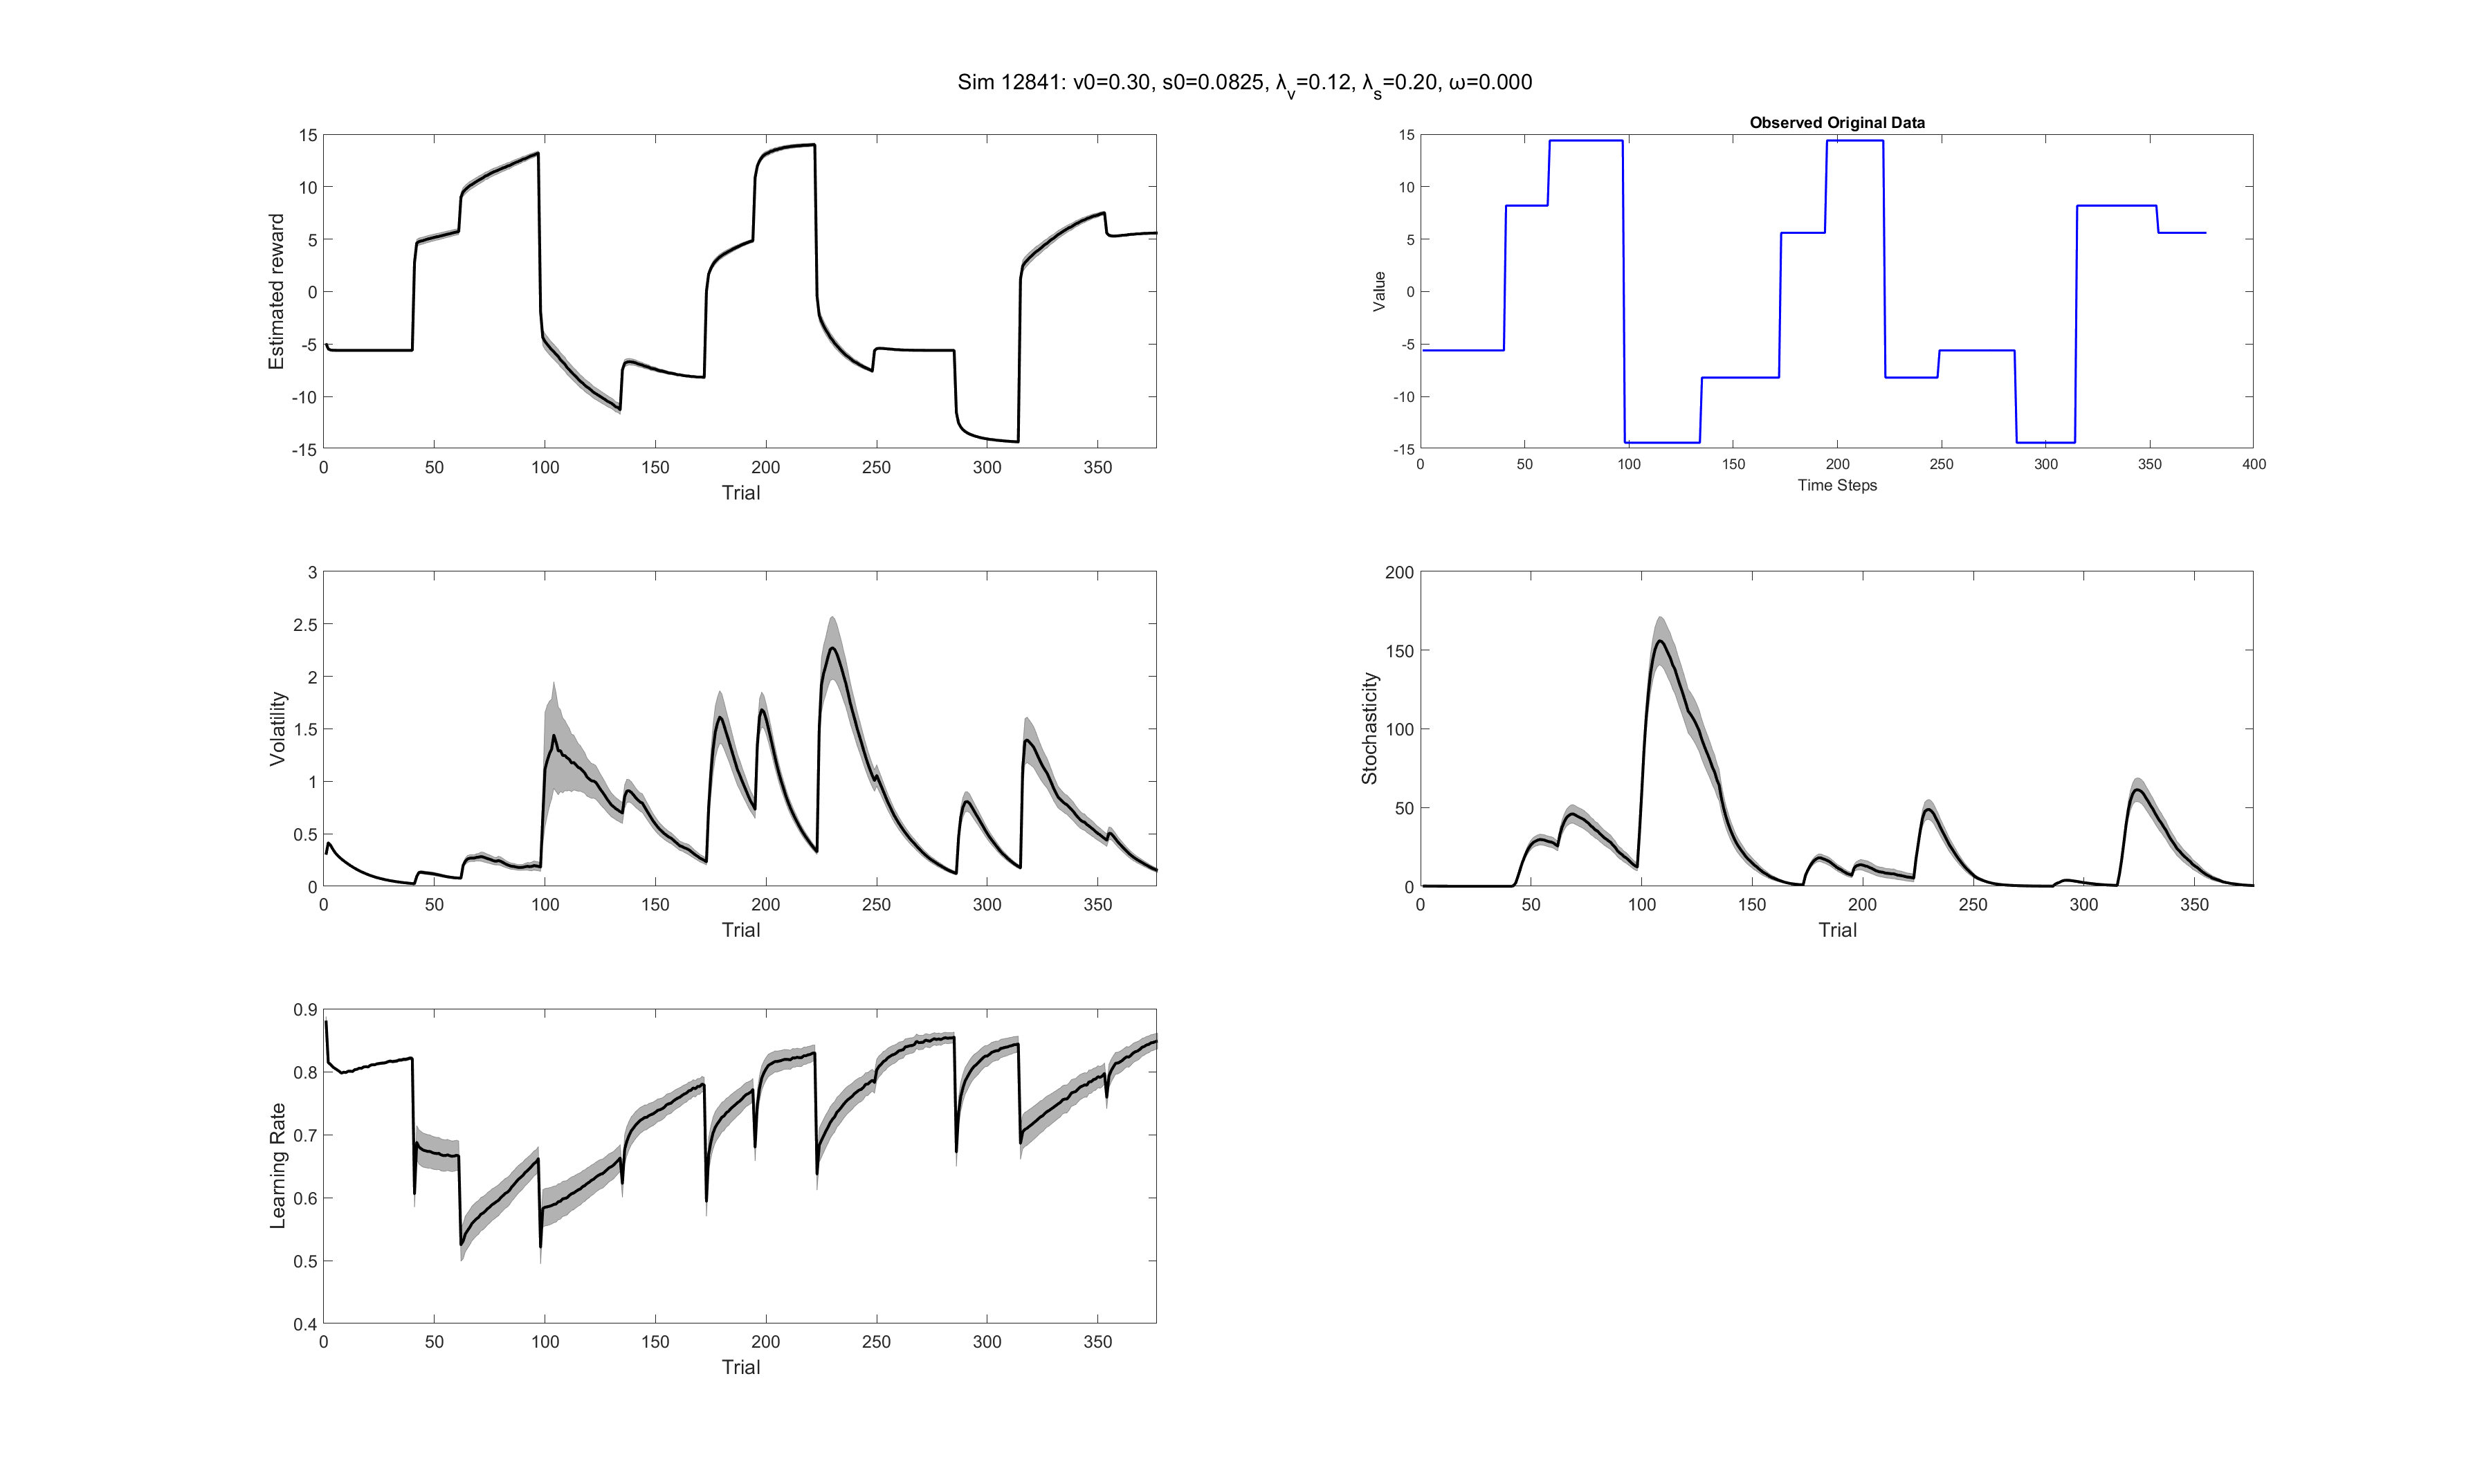 Sim 12841: v0=0.30, s0=0.0825, λv=0.12, λs=0.20, ω=0.000
15
10
5
0
-5
-10
-15
Estimated reward
0 50 100 150 200 250 300 350
Trial
Observed Original Data
15
10
5
0
-5
-10
-15
Value
0 50 100 150 200 250 300 350 400
Time Steps
3
2.5
2
1.5
1
0.5
0
Volatility
0 50 100 150 200 250 300 350
Trial
200
150
100
50
0
Stochasticity
0 50 100 150 200 250 300 350
Trial
0.9
0.8
0.7
0.6
0.5
0.4
Learning Rate
0 50 100 150 200 250 300 350
Trial